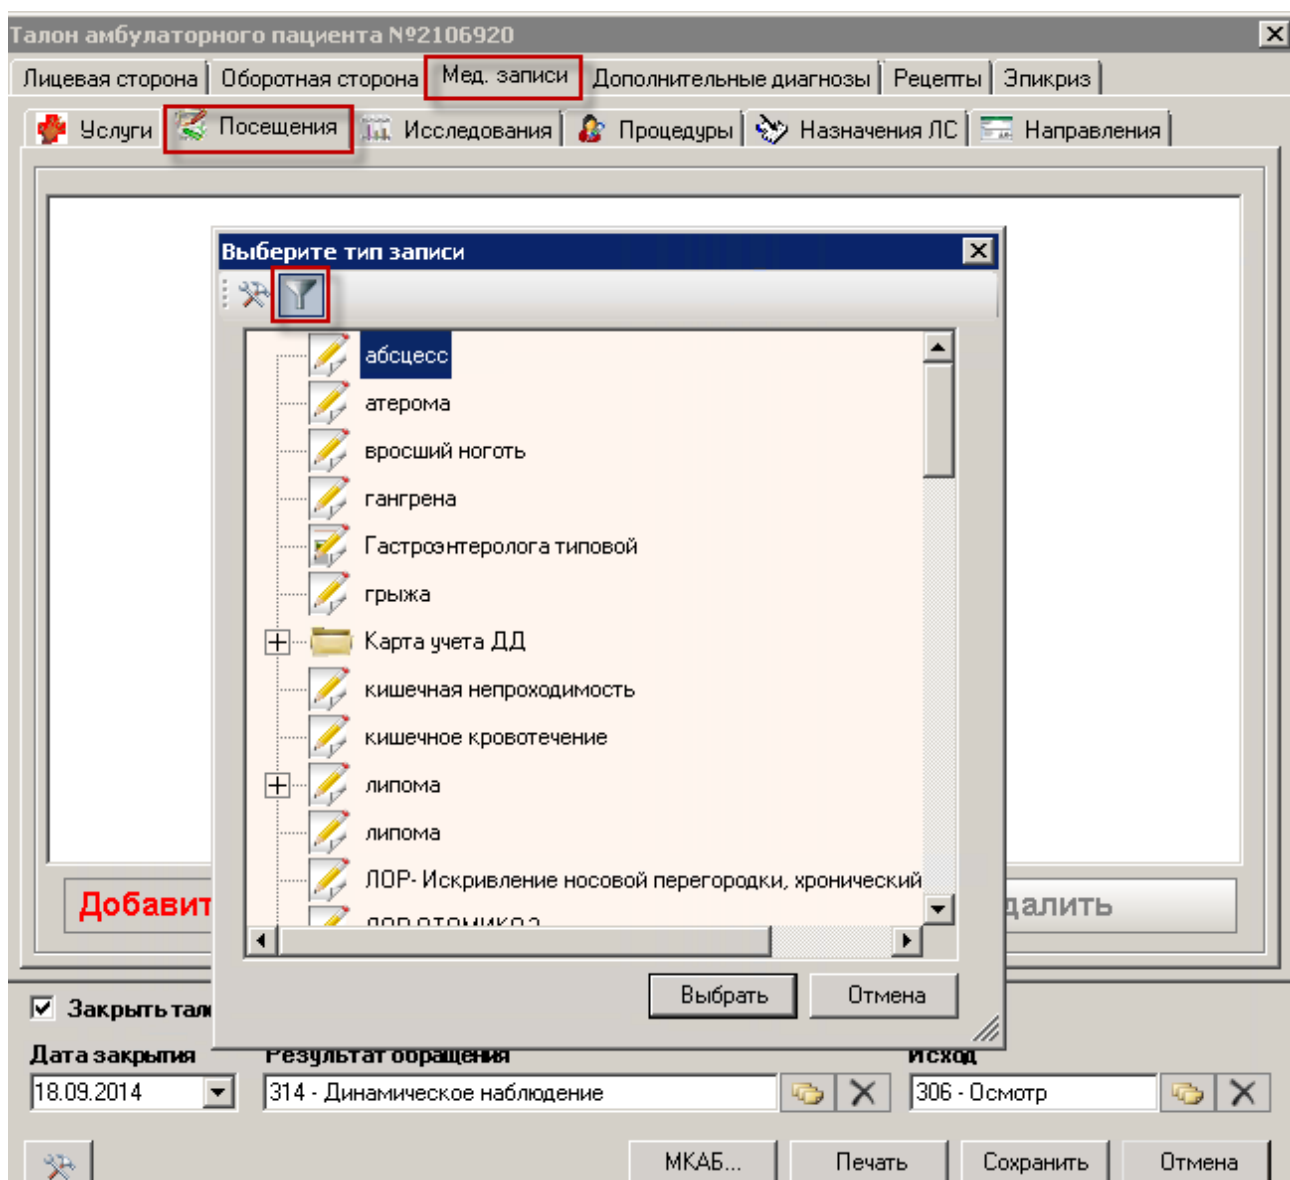 Талон амбулаторного пациента №2106920
Лицевая сторона Оборотная сторона Мед. записи Дополнительные диагнозы Рецепты Эпикриз
Услуги Посещения Исследования Процедуры Назначения ЛС Направления
Выберите тип записи
абсцесс
атерома
вросший ноготь
гангрена
Гастроэнтеролога типовой
грыжа
Карта учета ДД
кишечная непроходимость
кишечное кровотечение
липома
липома
ЛОР- Искривление носовой перегородки, хронический
ЛОР ОТОМИКОЗ
Добавит далить
Выбрать Отмена
Закрыть тало
Дата закрытия Результат обращения Исход
18.09.2014 314 - Динамическое наблюдение 306 - Осмотр
МКАБ... Печать Сохранить Отмена